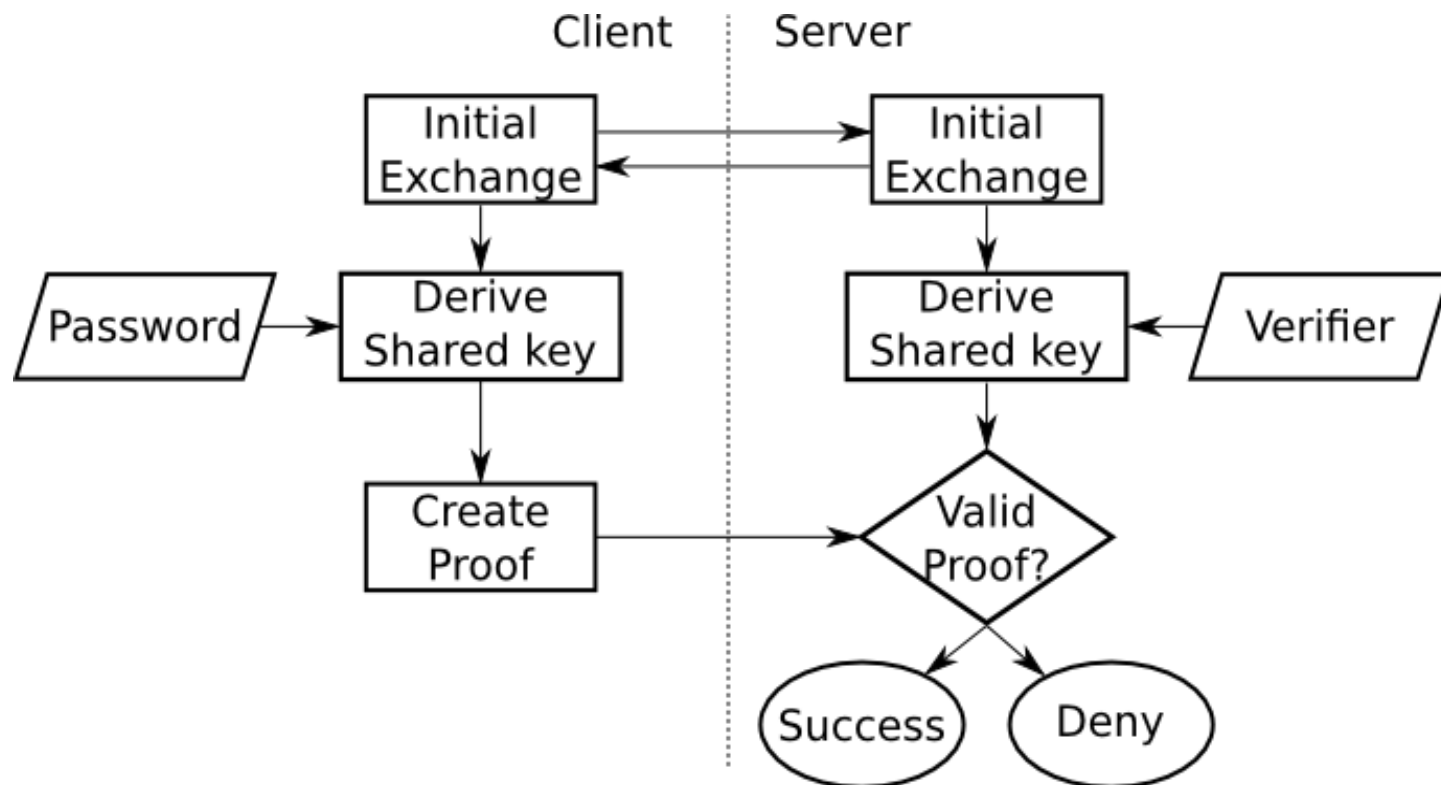 Client
Server
Initial
Exchange
Initial
Exchange
Password
Derive
Shared key
Derive
Shared key
Verifier
Create
Proof
Valid
Proof?
Success
Deny